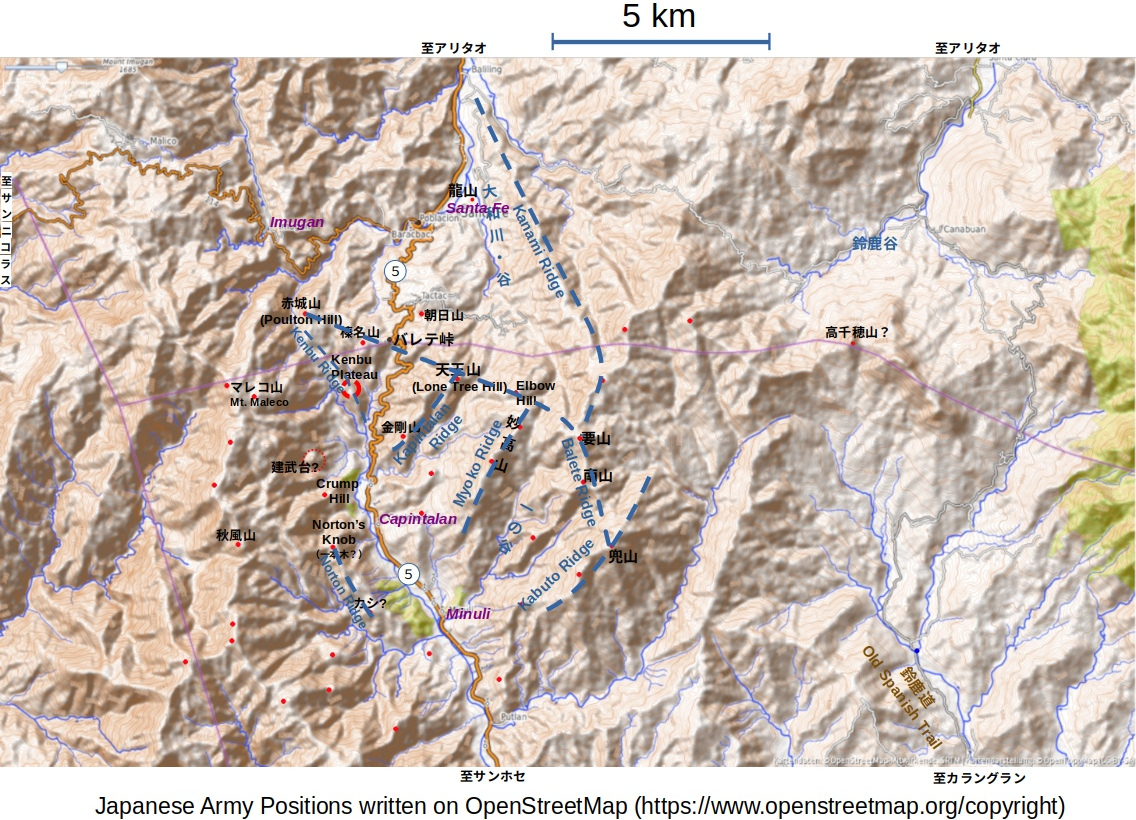 5 km
至アリタオ
至アリタオ
Mount Imugan
1685
Baliling
Santa Clara
Malico
至サンニコラス
龍山
Santa Fe
大和川・谷
Imugan
Poblacion
Baracbac
Kanami Ridge
鈴鹿谷
Canabuan
5
Tactac
赤城山
(Poulton Hill)
朝日山
榛名山
バレテ峠
高千穂山？
Kenbu Ridge
Kenbu
Plateau
天王山
(Lone Tree Hill)
Elbow
Hill
マレコ山
Mt. Maleco
金剛山
Kapintalan
Ridge
妙高山
Myoko Ridge
要山
Balete Ridge
建武台?
Crump
Hill
Capintalan
Norton's
Knob
(一本木？)
秋風山
兜山
Kabuto Ridge
5
Norton Ridge
カシ?
Minuli
Putlan
鈴鹿道
Old Spanish Trail
至サンホセ
至カラングラン
Japanese Army Positions written on OpenStreetMap (https://www.openstreetmap.org/copyright)